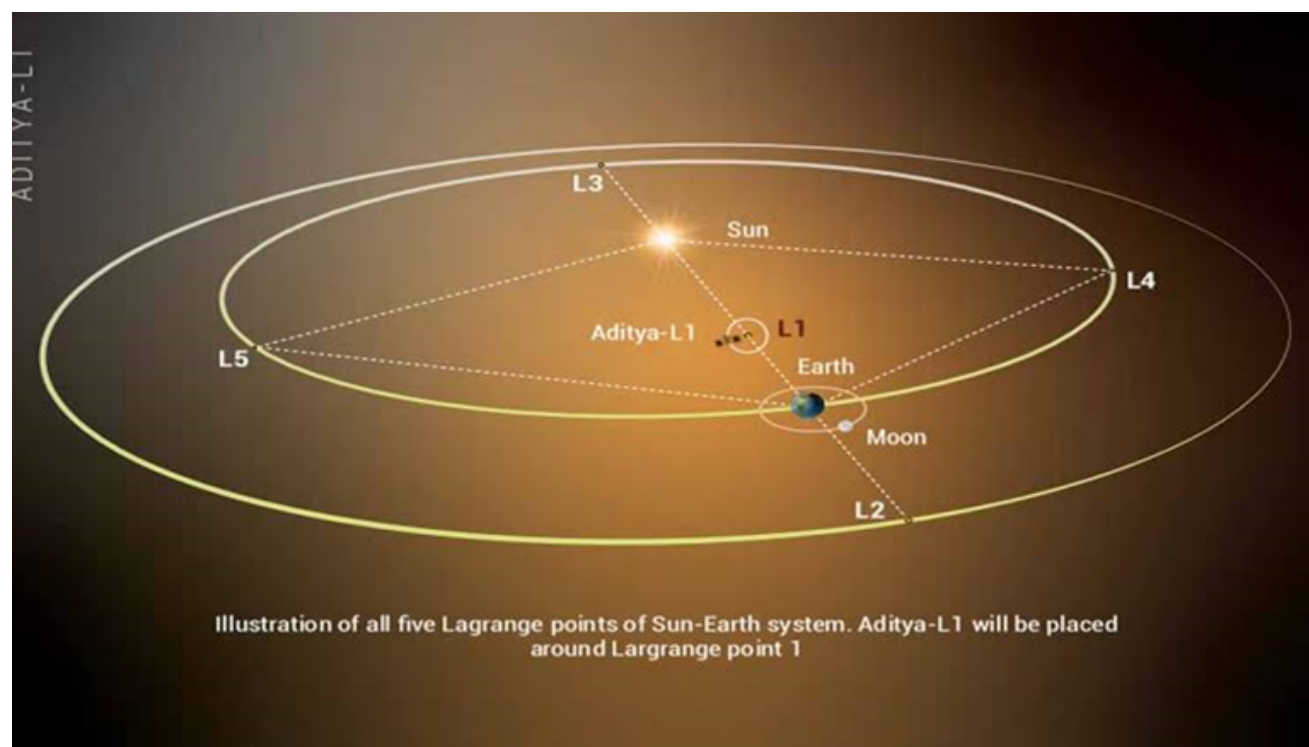 ADITYA-L1
L3
Sun
L4
Aditya-L1
L1
L5
Earth
Moon
L2
Illustration of all five Lagrange points of Sun-Earth system. Aditya-L1 will be placed
around Largrange point 1